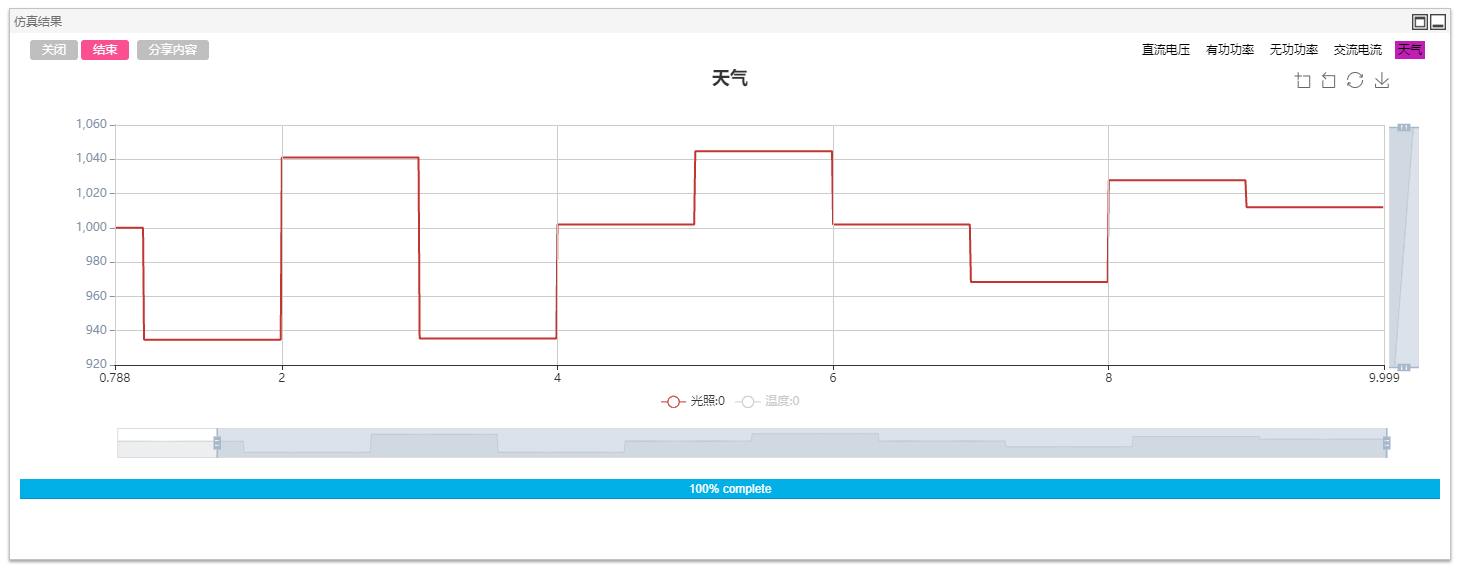 仿真结果
关闭 结束 分享内容 直流电压 有功功率 无功功率 交流电流 天气
天气
1,060
1,040
1,020
1,000
980
960
940
920
0.788 2 4 6 8 9.999
光照:0 温度:0
100% complete